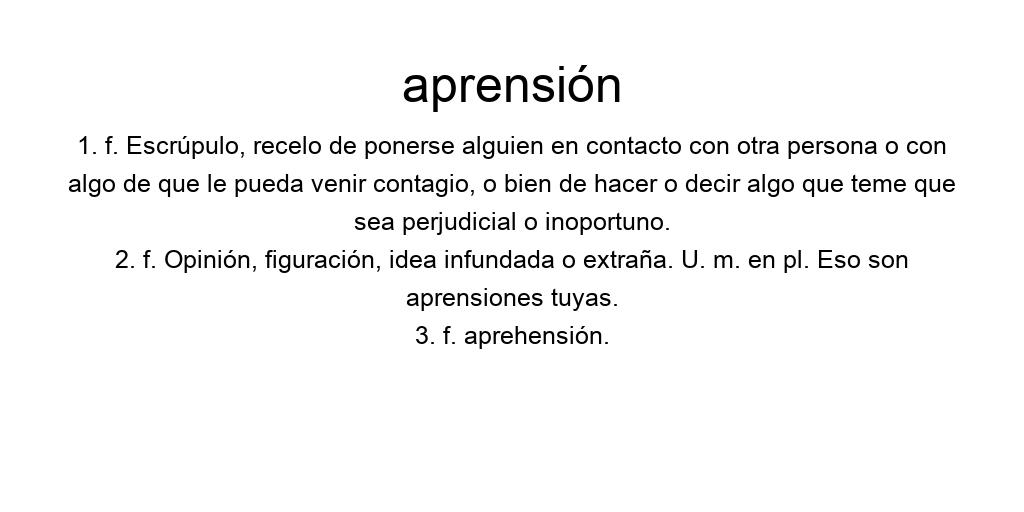 aprensión
1. f. Escrúpulo, recelo de ponerse alguien en contacto con otra persona o con
algo de que le pueda venir contagio, o bien de hacer o decir algo que teme que
sea perjudicial o inoportuno.
2. f. Opinión, figuración, idea infundada o extraña. U. m. en pl. Eso son
aprensiones tuyas.
3. f. aprehensión.